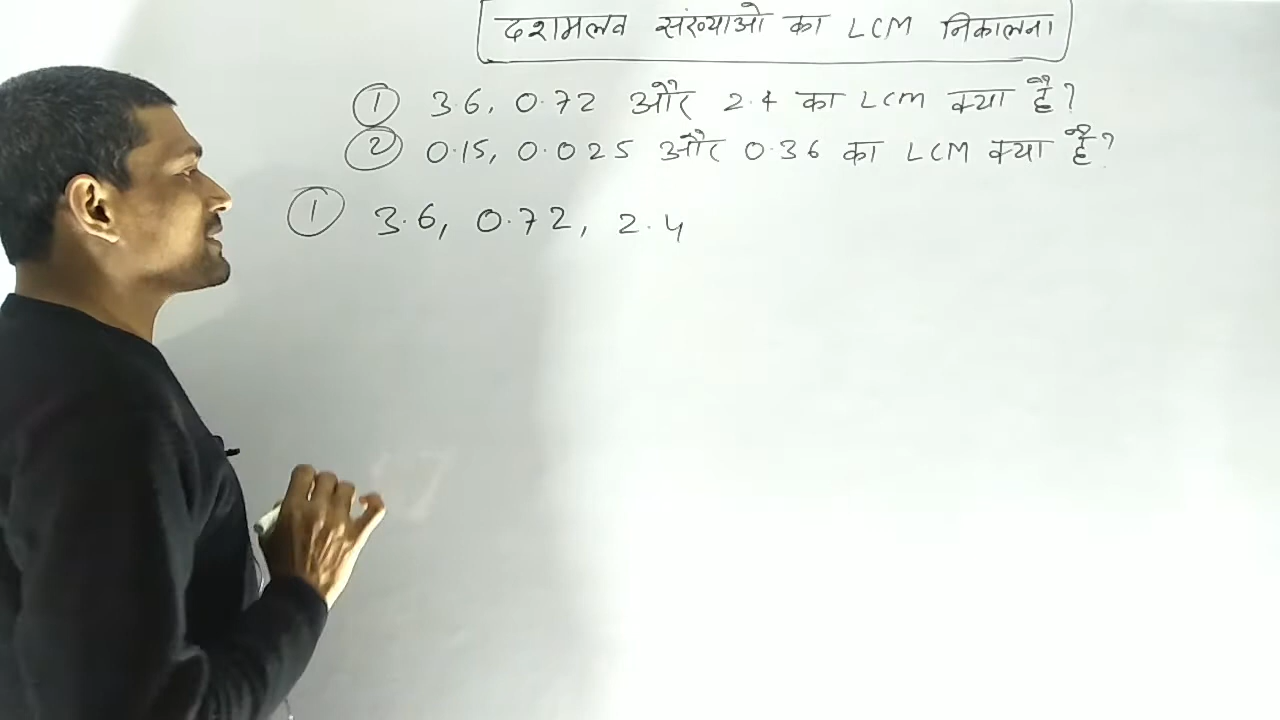 दशमलव संख्याओ का LCM निकालना
① 3.6, 0.72 और 2.4 का LCM क्या है?
② 0.15, 0.025 और 0.36 का LCM क्या है?
① 3.6, 0.72, 2.4